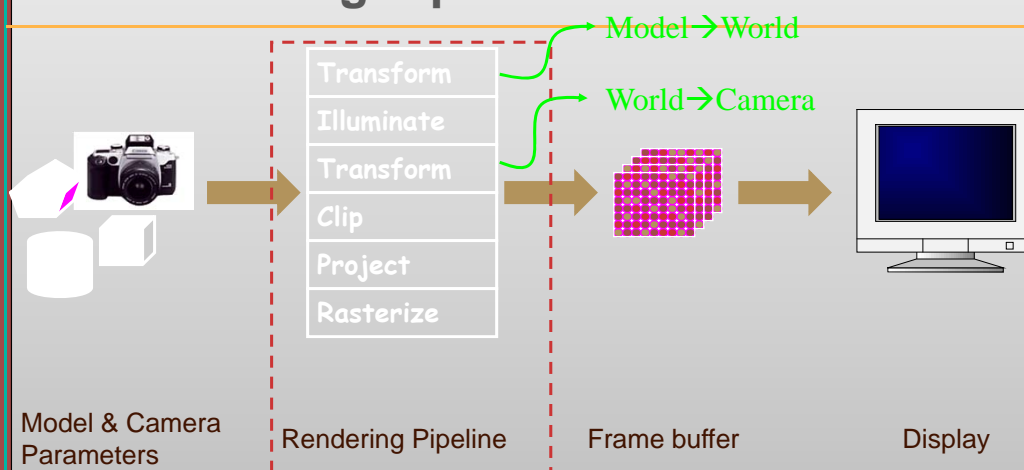 Model→World
Transform
World→Camera
Illuminate
Transform
Clip
Project
Rasterize
Model & Camera
Parameters
Rendering Pipeline
Frame buffer
Display